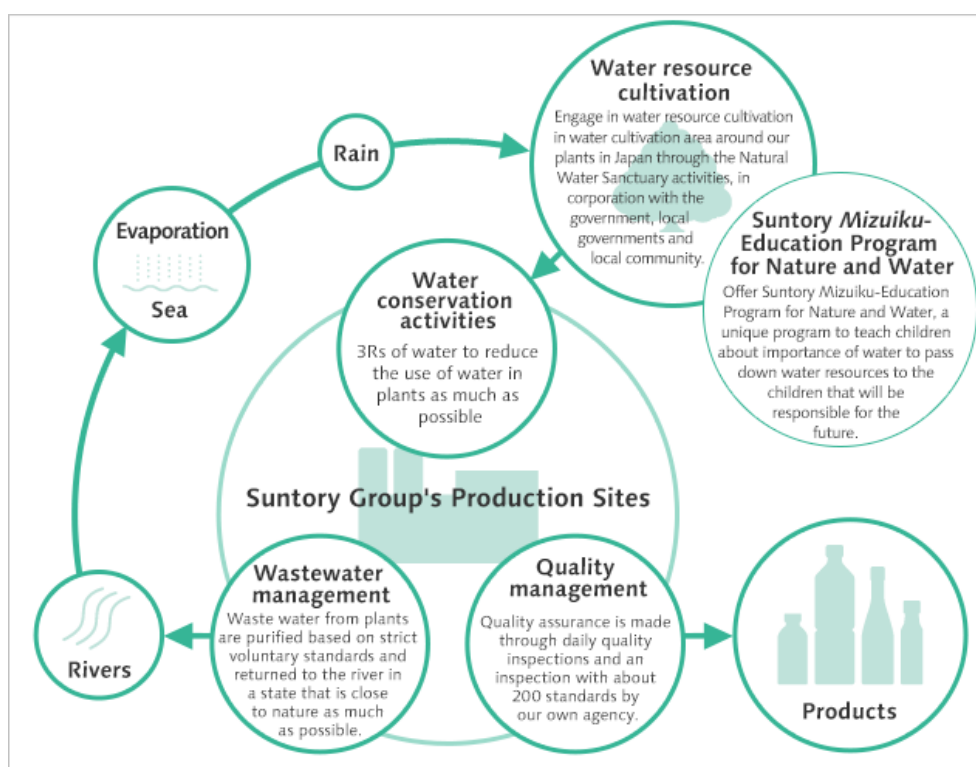 Water resource
cultivation
Engage in water resource cultivation
in water cultivation area around our
plants in Japan through the Natural
Water Sanctuary activities, in
corporation with the
government, local
governments and
local community.
Rain
Suntory Mizuiku-
Education Program
for Nature and Water
Offer Suntory Mizuiku-Education
Program for Nature and Water, a
unique program to teach children
about importance of water to pass
down water resources to the
children that will be
responsible for the
future.
Evaporation
Sea
Water
conservation
activities
3Rs of water to reduce
the use of water in
plants as much as
possible
Suntory Group's Production Sites
Wastewater
management
Waste water from plants
are purified based on strict
voluntary standards and
returned to the river in
a state that is close
to nature as much
as possible.
Quality
management
Quality assurance is made
through daily quality
inspections and an
inspection with about
200 standards by
our own agency.
Rivers
Products